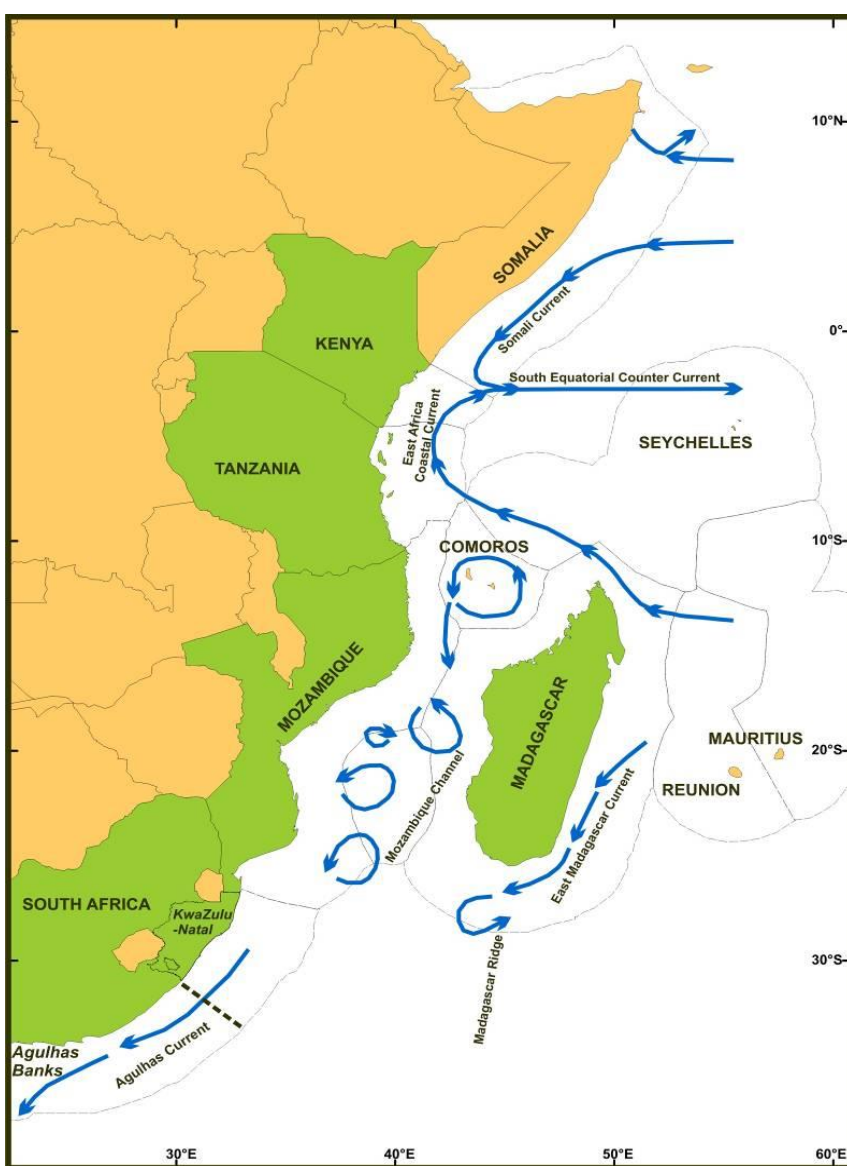 10°N
SOMALIA
Somali Current
0°
KENYA
South Equatorial Counter Current
East Africa
Coastal Current
SEYCHELLES
TANZANIA
10°S
COMOROS
MOZAMBIQUE
MADAGASCAR
MAURITIUS
20°S
REUNION
Mozambique Channel
East Madagascar Current
SOUTH AFRICA
KwaZulu
-Natal
Madagascar Ridge
30°S
Agulhas
Banks
Agulhas Current
30°E
40°E
50°E
60°E